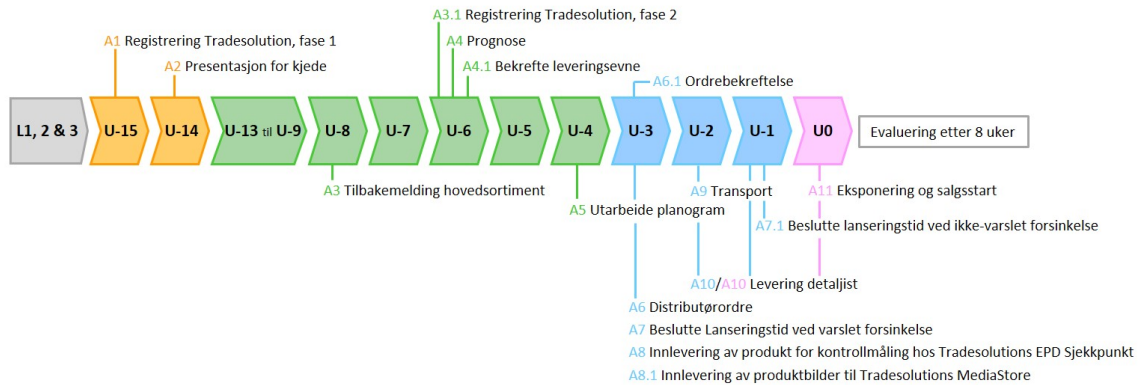 A3.1 Registrering Tradesolution, fase 2
A1 Registrering Tradesolution, fase 1
A4 Prognose
A2 Presentasjon for kjede
A4.1 Bekrefte leveringsevne
A6.1 Ordrebekreftelse
L1, 2 & 3
U-15
U-14
U-13 til U-9
U-8
U-7
U-6
U-5
U-4
U-3
U-2
U-1
U0
Evaluering etter 8 uker
A3 Tilbakemelding hovedsortiment
A9 Transport
A11 Eksponering og salgsstart
A5 Utarbeide planogram
A7.1 Beslutte lanseringstid ved ikke-varslet forsinkelse
A10/A10 Levering detaljist
A6 Distributørordre
A7 Beslutte Lanseringstid ved varslet forsinkelse
A8 Innlevering av produkt for kontrollmåling hos Tradesolutions EPD Sjekkpunkt
A8.1 Innlevering av produktbilder til Tradesolutions MediaStore